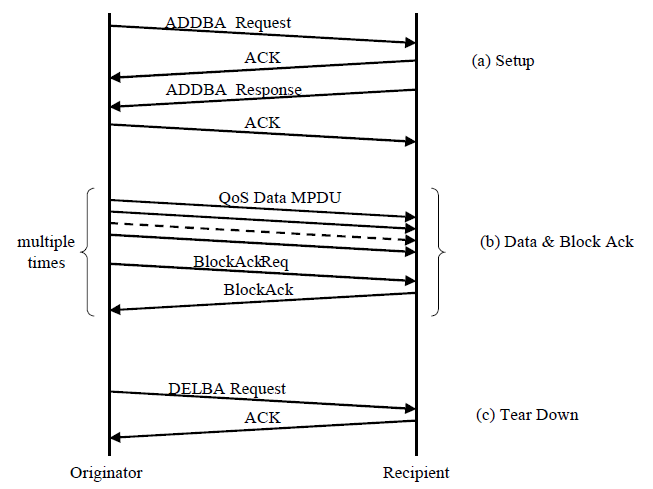 ADDBA Request
ACK
(a) Setup
ADDBA Response
ACK
QoS Data MPDU
multiple
times
(b) Data & Block Ack
BlockAckReq
BlockAck
DELBA Request
ACK
(c) Tear Down
Originator
Recipient